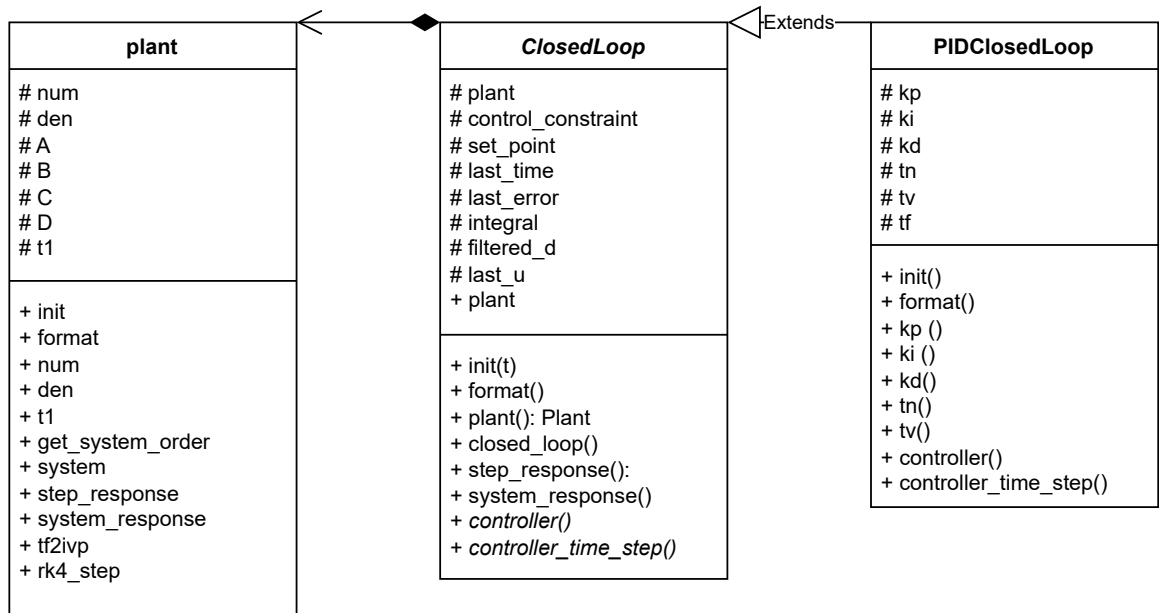 plant
# num
# den
# A
# B
# C
# D
# t1
+ init
+ format
+ num
+ den
+ t1
+ get_system_order
+ system
+ step_response
+ system_response
+ tf2ivp
+ rk4_step
ClosedLoop
# plant
# control_constraint
# set_point
# last_time
# last_error
# integral
# filtered_d
# last_u
+ plant
+ init(t)
+ format()
+ plant(): Plant
+ closed_loop()
+ step_response():
+ system_response()
+ controller()
+ controller_time_step()
Extends
PIDClosedLoop
# kp
# ki
# kd
# tn
# tv
# tf
+ init()
+ format()
+ kp ()
+ ki ()
+ kd()
+ tn()
+ tv()
+ controller()
+ controller_time_step()